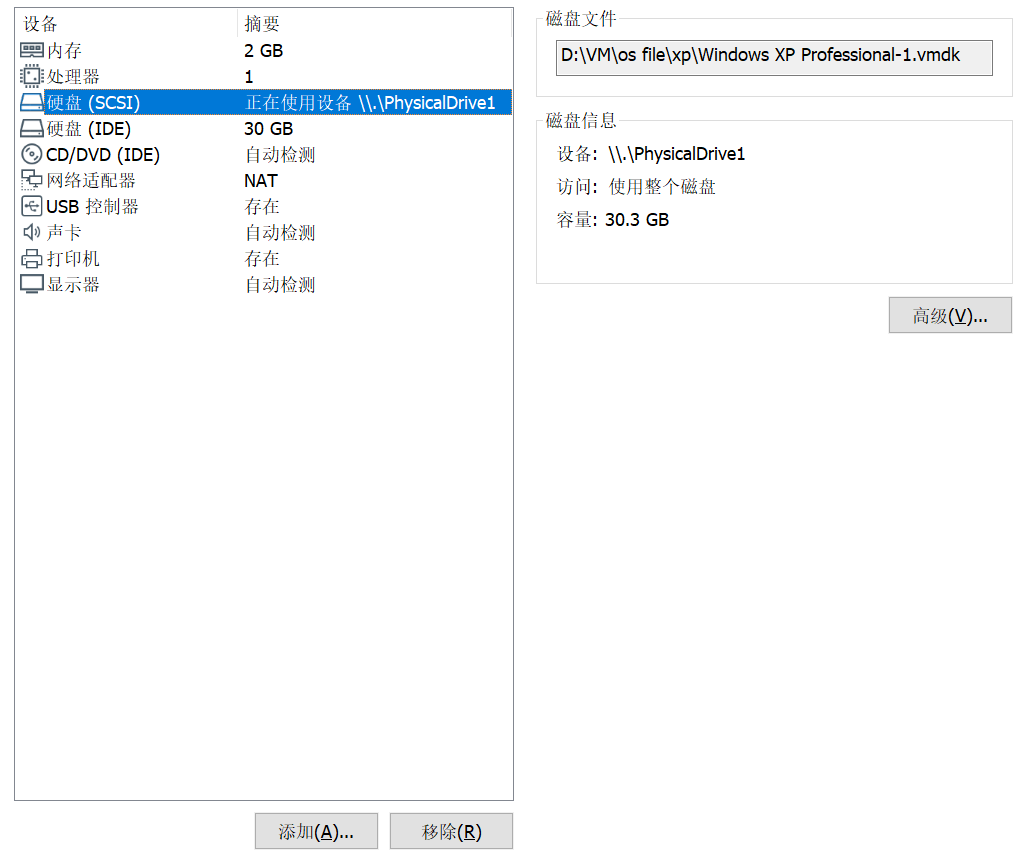 设备 摘要
内存 2 GB
处理器 1
硬盘 (SCSI) 正在使用设备 \\.\PhysicalDrive1
硬盘 (IDE) 30 GB
CD/DVD (IDE) 自动检测
网络适配器 NAT
USB 控制器 存在
声卡 自动检测
打印机 存在
显示器 自动检测
添加(A)... 移除(R)
磁盘文件
D:\VM\os file\xp\Windows XP Professional-1.vmdk
磁盘信息
设备: \\.\PhysicalDrive1
访问: 使用整个磁盘
容量: 30.3 GB
高级(V)...